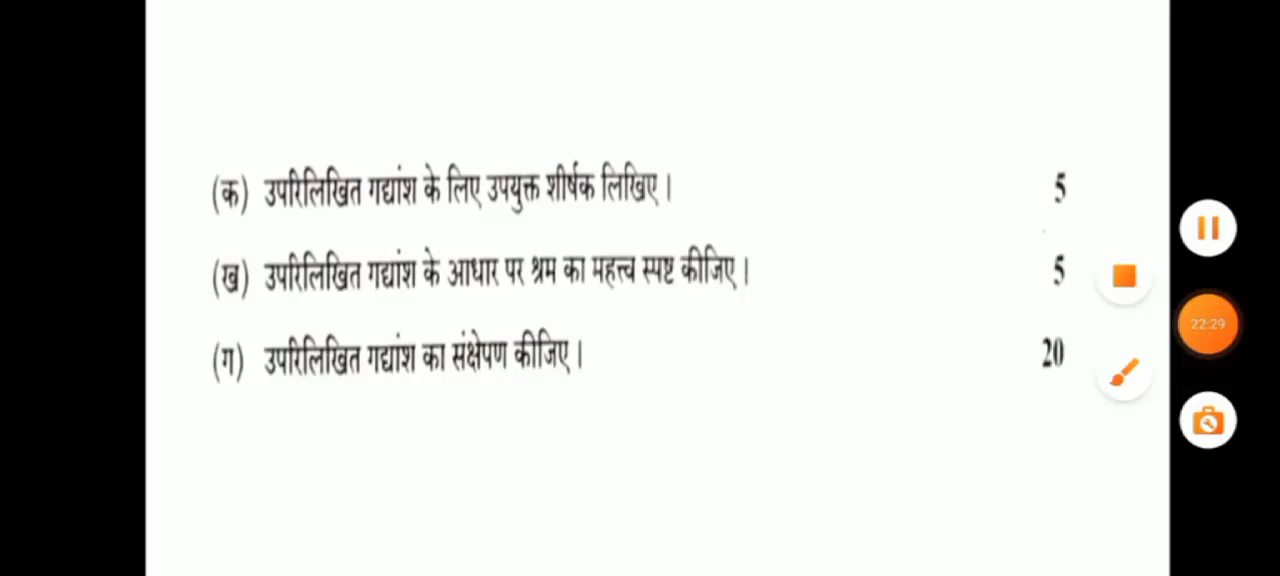 (क) उपरिलिखित गद्यांश के लिए उपयुक्त शीर्षक लिखिए। 5
(ख) उपरिलिखित गद्यांश के आधार पर श्रम का महत्त्व स्पष्ट कीजिए। 5
(ग) उपरिलिखित गद्यांश का संक्षेपण कीजिए। 20
22:29